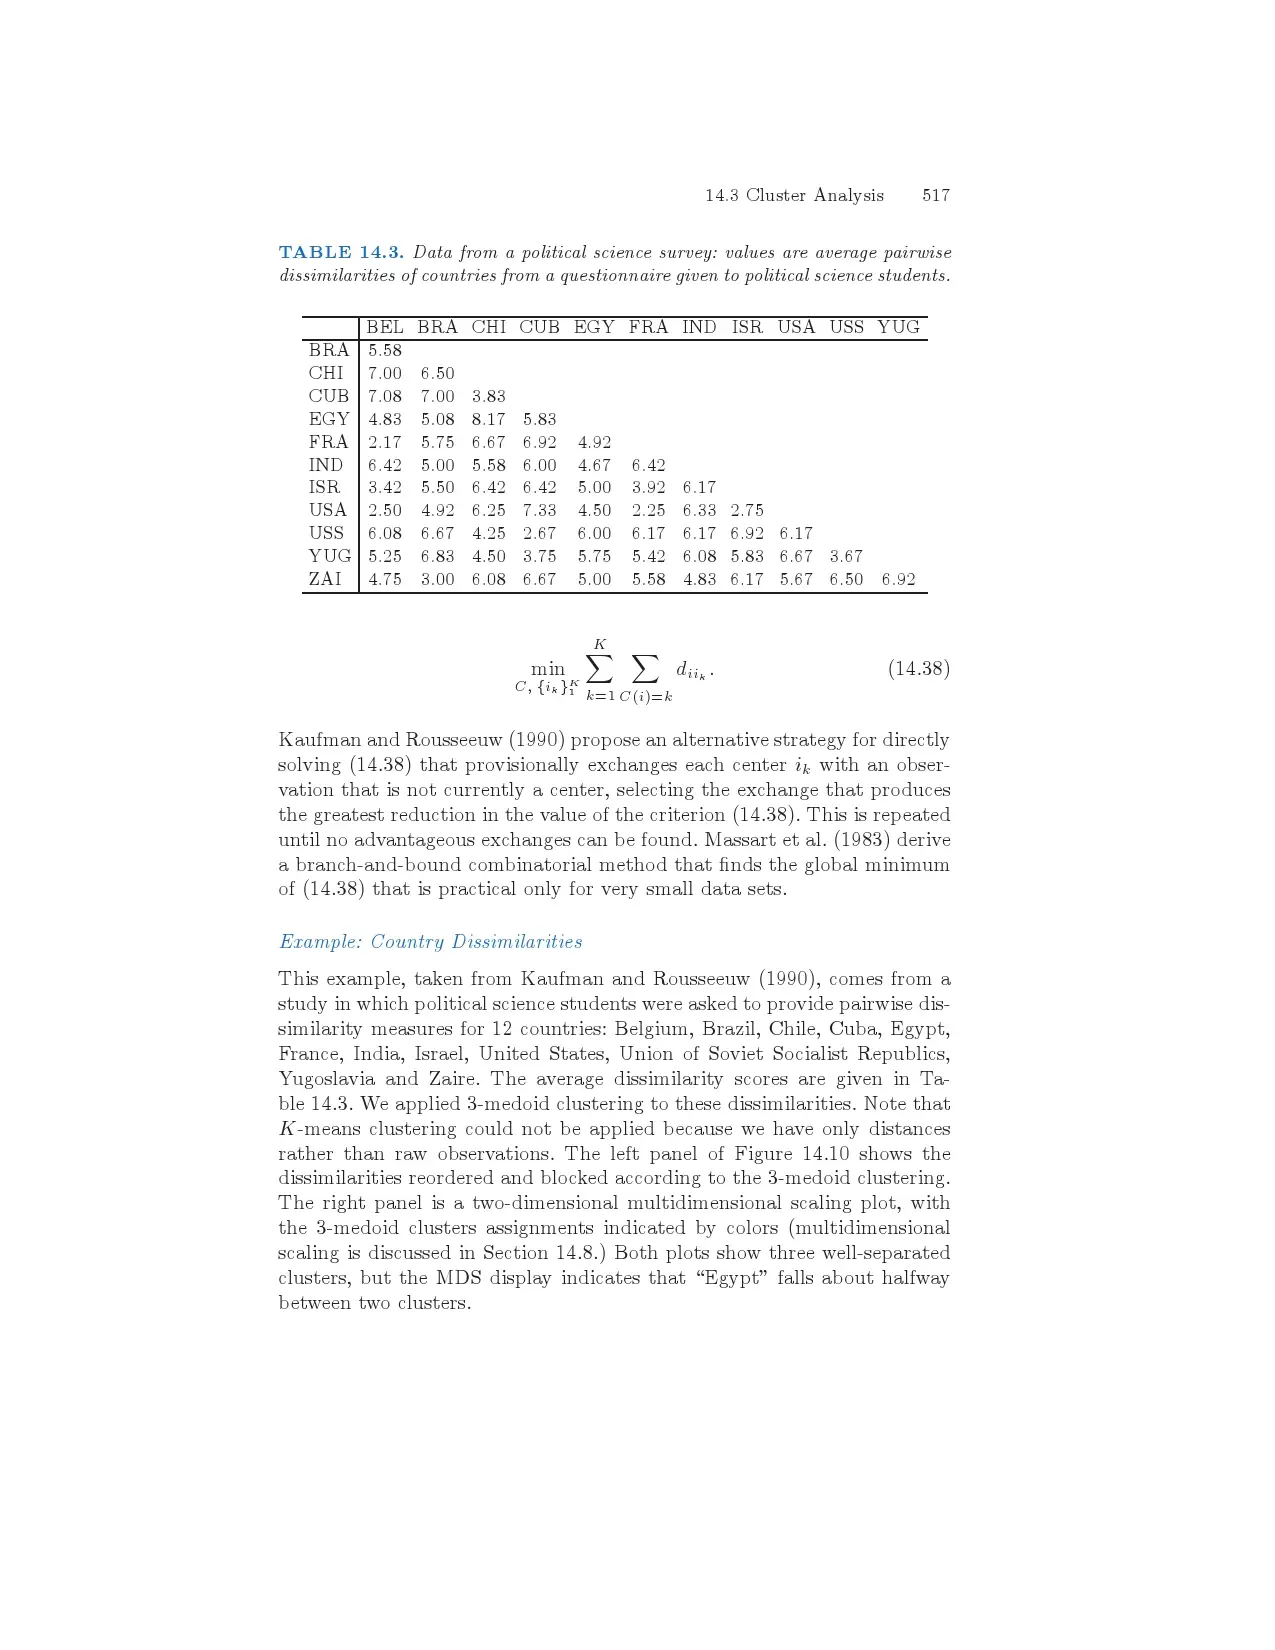 14.3 Cluster Analysis 517
TABLE 14.3. Data from a political science survey: values are average pairwise
dissimilarities of countries from a questionnaire given to political science students.
BEL BRA CHI CUB EGY FRA IND ISR USA USS YUG
BRA 5.58
CHI 7.00 6.50
CUB 7.08 7.00 3.83
EGY 4.83 5.08 8.17 5.83
FRA 2.17 5.75 6.67 6.92 4.92
IND 6.42 5.00 5.58 6.00 4.67 6.42
ISR 3.42 5.50 6.42 6.42 5.00 3.92 6.17
USA 2.50 4.92 6.25 7.33 4.50 2.25 6.33 2.75
USS 6.08 6.67 4.25 2.67 6.00 6.17 6.17 6.92 6.17
YUG 5.25 6.83 4.50 3.75 5.75 5.42 6.08 5.83 6.67 3.67
ZAI 4.75 3.00 6.08 6.67 5.00 5.58 4.83 6.17 5.67 6.50 6.92
min_{C, {i_k}_1^K} ∑_{k=1}^K ∑_{C(i)=k} d_{ii_k}. (14.38)
Kaufman and Rousseeuw (1990) propose an alternative strategy for directly
solving (14.38) that provisionally exchanges each center i_k with an obser-
vation that is not currently a center, selecting the exchange that produces
the greatest reduction in the value of the criterion (14.38). This is repeated
until no advantageous exchanges can be found. Massart et al. (1983) derive
a branch-and-bound combinatorial method that finds the global minimum
of (14.38) that is practical only for very small data sets.
Example: Country Dissimilarities
This example, taken from Kaufman and Rousseeuw (1990), comes from a
study in which political science students were asked to provide pairwise dis-
similarity measures for 12 countries: Belgium, Brazil, Chile, Cuba, Egypt,
France, India, Israel, United States, Union of Soviet Socialist Republics,
Yugoslavia and Zaire. The average dissimilarity scores are given in Ta-
ble 14.3. We applied 3-medoid clustering to these dissimilarities. Note that
K-means clustering could not be applied because we have only distances
rather than raw observations. The left panel of Figure 14.10 shows the
dissimilarities reordered and blocked according to the 3-medoid clustering.
The right panel is a two-dimensional multidimensional scaling plot, with
the 3-medoid clusters assignments indicated by colors (multidimensional
scaling is discussed in Section 14.8.) Both plots show three well-separated
clusters, but the MDS display indicates that “Egypt” falls about halfway
between two clusters.